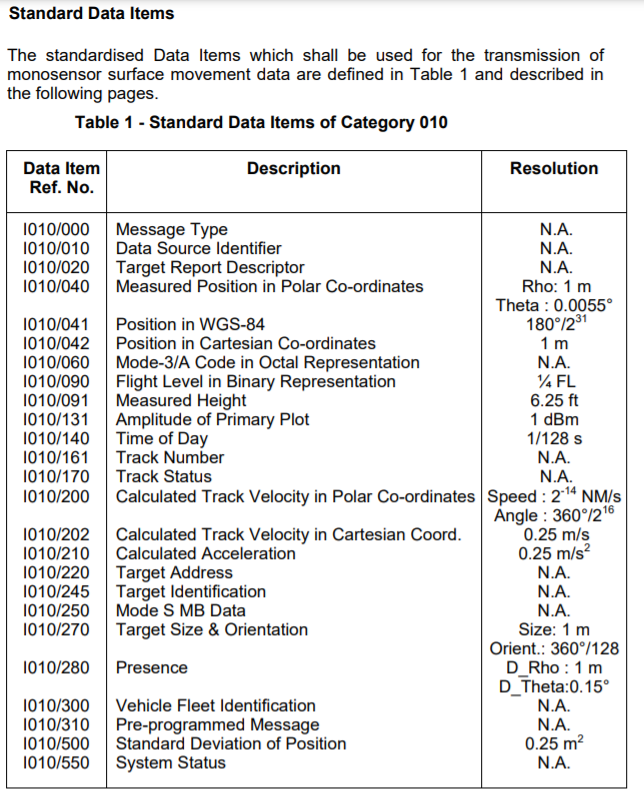 Standard Data Items
The standardised Data Items which shall be used for the transmission of
monosensor surface movement data are defined in Table 1 and described in
the following pages.
Table 1 - Standard Data Items of Category 010
Data Item Ref. No. Description Resolution
I010/000 Message Type N.A.
I010/010 Data Source Identifier N.A.
I010/020 Target Report Descriptor N.A.
I010/040 Measured Position in Polar Co-ordinates Rho: 1 m
Theta : 0.0055°
I010/041 Position in WGS-84 180°/2³¹
I010/042 Position in Cartesian Co-ordinates 1 m
I010/060 Mode-3/A Code in Octal Representation N.A.
I010/090 Flight Level in Binary Representation ¼ FL
I010/091 Measured Height 6.25 ft
I010/131 Amplitude of Primary Plot 1 dBm
I010/140 Time of Day 1/128 s
I010/161 Track Number N.A.
I010/170 Track Status N.A.
I010/200 Calculated Track Velocity in Polar Co-ordinates Speed : 2⁻¹⁴ NM/s
Angle : 360°/2¹⁶
I010/202 Calculated Track Velocity in Cartesian Coord. 0.25 m/s
I010/210 Calculated Acceleration 0.25 m/s²
I010/220 Target Address N.A.
I010/245 Target Identification N.A.
I010/250 Mode S MB Data N.A.
I010/270 Target Size & Orientation Size: 1 m
Orient.: 360°/128
I010/280 Presence D_Rho : 1 m
D_Theta:0.15°
I010/300 Vehicle Fleet Identification N.A.
I010/310 Pre-programmed Message N.A.
I010/500 Standard Deviation of Position 0.25 m²
I010/550 System Status N.A.